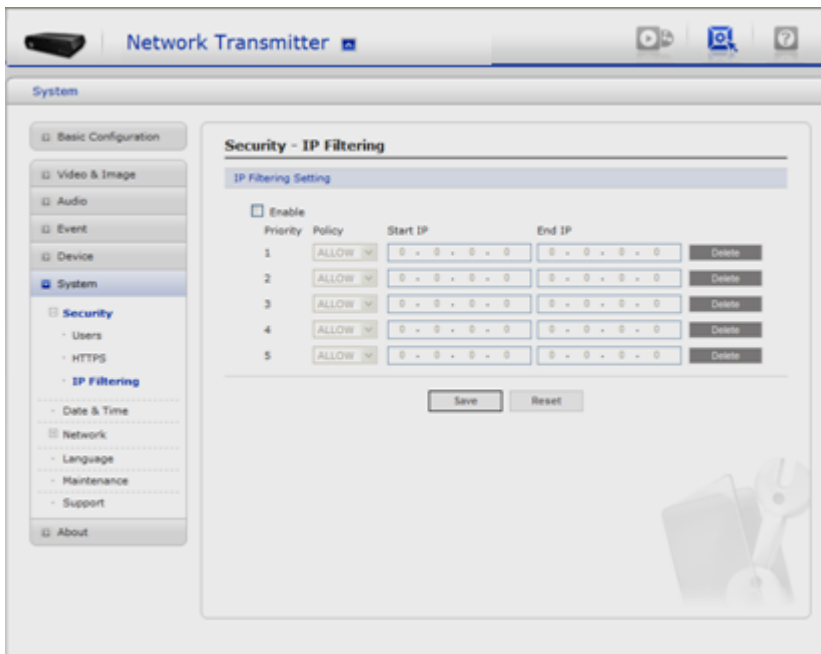 Network Transmitter
System
Basic Configuration
Video & Image
Audio
Event
Device
System
Security
Users
HTTPS
IP Filtering
Date & Time
Network
Language
Maintenance
Support
About
Security - IP Filtering
IP Filtering Setting
Enable
Priority Policy Start IP End IP
1 ALLOW 0 . 0 . 0 . 0 0 . 0 . 0 . 0 Delete
2 ALLOW 0 . 0 . 0 . 0 0 . 0 . 0 . 0 Delete
3 ALLOW 0 . 0 . 0 . 0 0 . 0 . 0 . 0 Delete
4 ALLOW 0 . 0 . 0 . 0 0 . 0 . 0 . 0 Delete
5 ALLOW 0 . 0 . 0 . 0 0 . 0 . 0 . 0 Delete
Save Reset